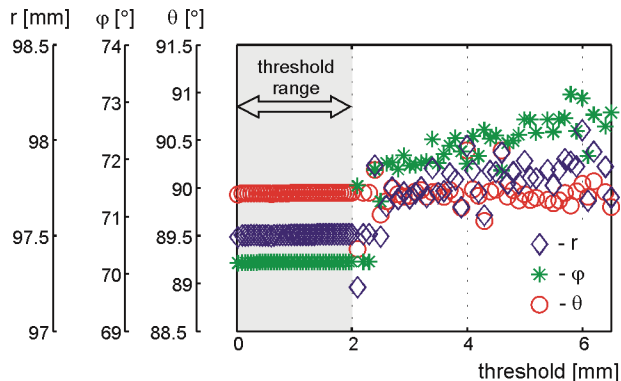 r [mm] φ [°] θ [°]
98.5 74 91.5
threshold
range
73 91
98 90.5
72
90
71
97.5 89.5
- r
70 - φ
89
- θ
97 69 88.5
0 2 4 6
threshold [mm]